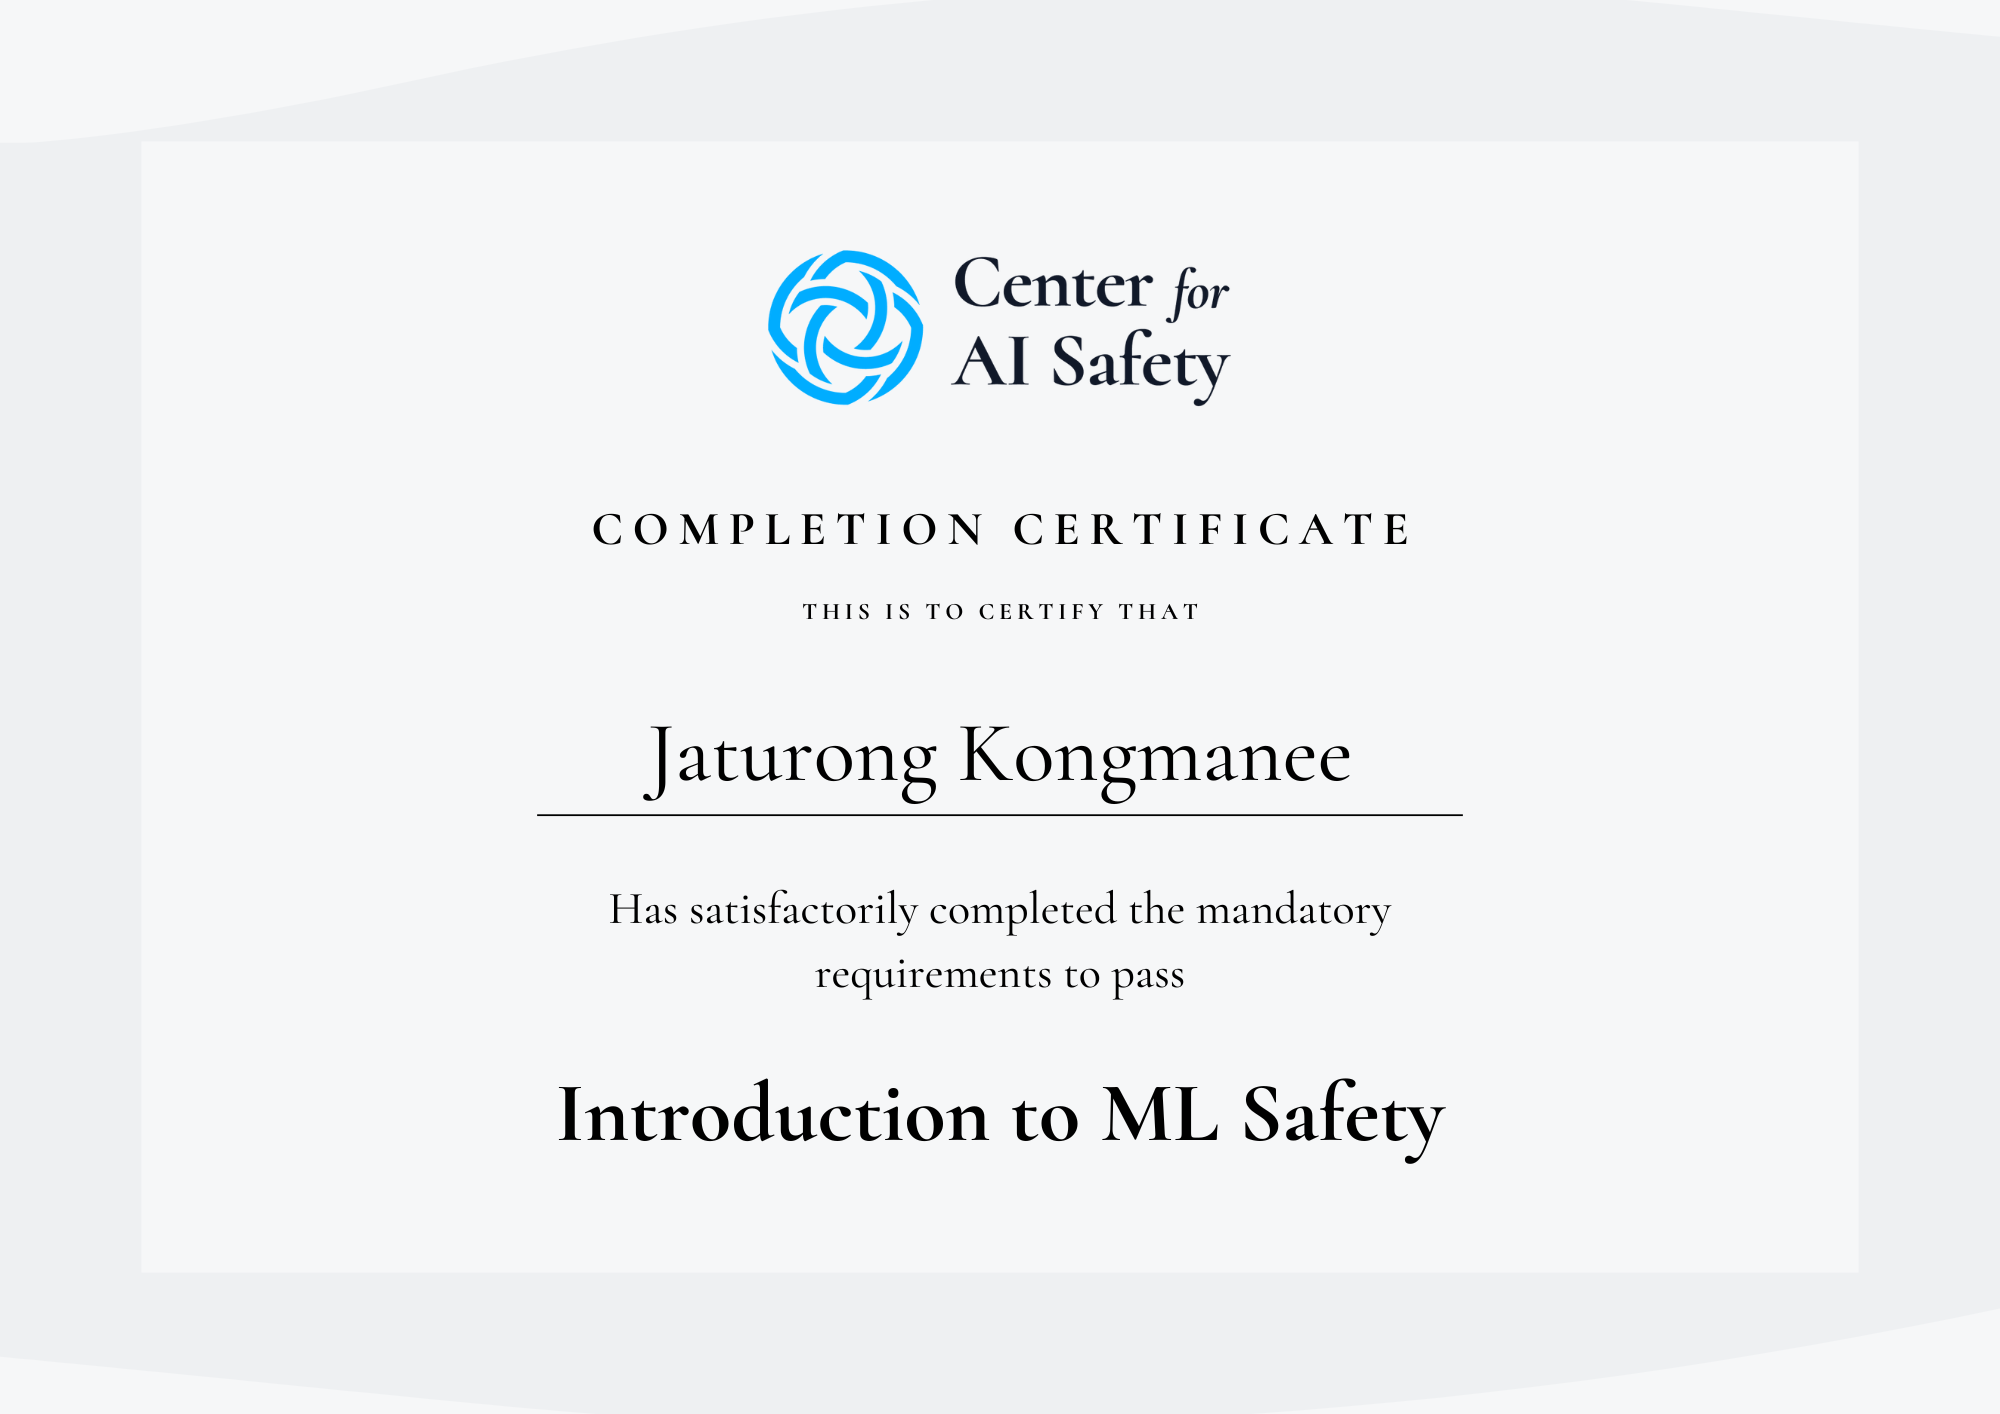 Center for
AI Safety
COMPLETION CERTIFICATE
THIS IS TO CERTIFY THAT
Jaturong Kongmanee
Has satisfactorily completed the mandatory
requirements to pass
Introduction to ML Safety